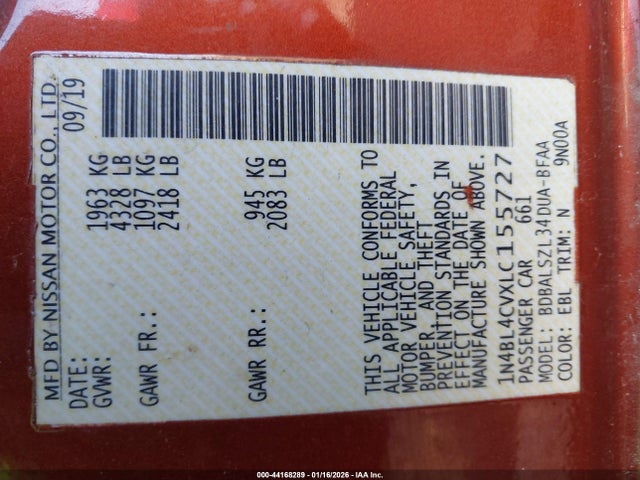 MFD BY NISSAN MOTOR CO., LTD.
DATE: 09/19
GVWR: 1963 KG
4328 LB
GAWR FR.: 1097 KG
2418 LB
GAWR RR.: 945 KG
2083 LB
THIS VEHICLE CONFORMS TO
ALL APPLICABLE FEDERAL
MOTOR VEHICLE SAFETY,
BUMPER, AND THEFT
PREVENTION STANDARDS IN
EFFECT ON THE DATE OF
MANUFACTURE SHOWN ABOVE.
1N4BL4CVXLC155727
PASSENGER CAR 661
MODEL: BDBALSZL34DUA-BFAA
COLOR: EBL TRIM: N 9N00A
000-44168289 - 01/16/2026 - IAA Inc.